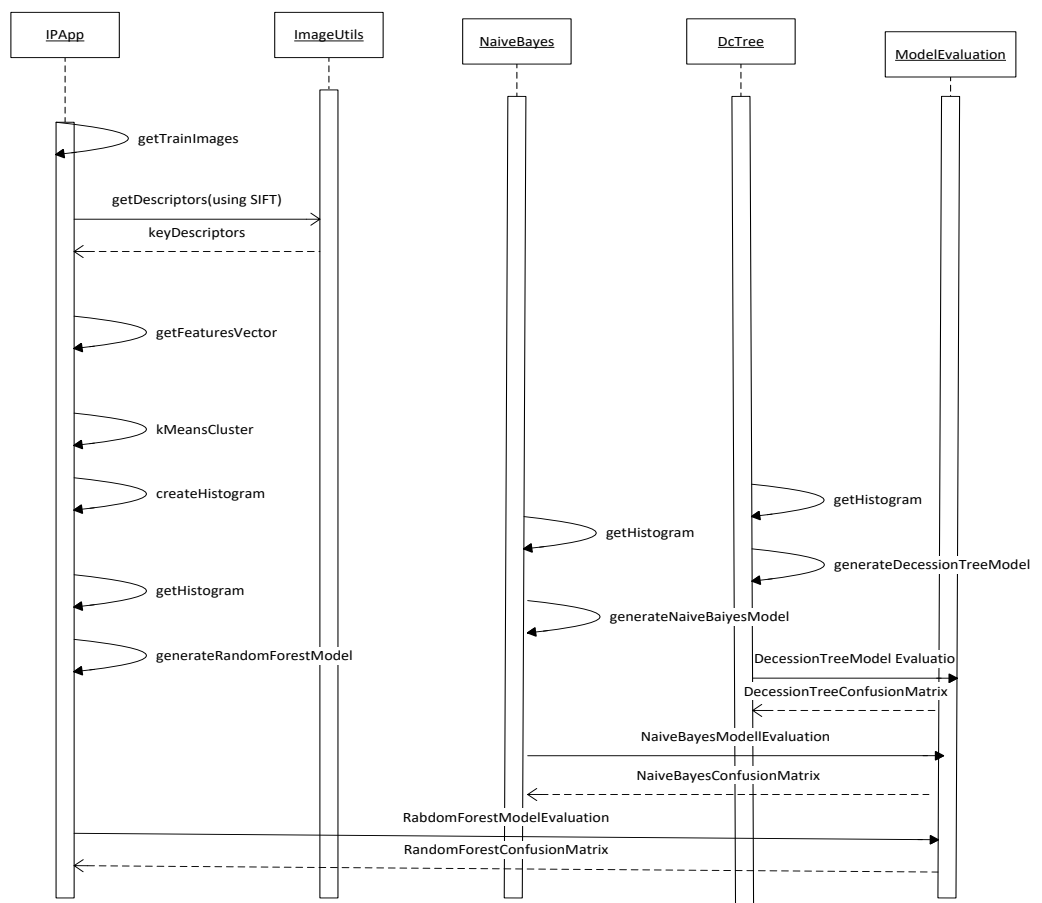 IPApp
ImageUtils
NaiveBayes
DcTree
ModelEvaluation
getTrainImages
getDescriptors(using SIFT)
keyDescriptors
getFeaturesVector
kMeansCluster
createHistogram
getHistogram
getHistogram
generateDecessionTreeModel
getHistogram
generateNaiveBaiyesModel
generateRandomForestModel
DecessionTreeModel Evaluatio
DecessionTreeConfusionMatrix
NaiveBayesModellEvaluation
NaiveBayesConfusionMatrix
RabdomForestModelEvaluation
RandomForestConfusionMatrix